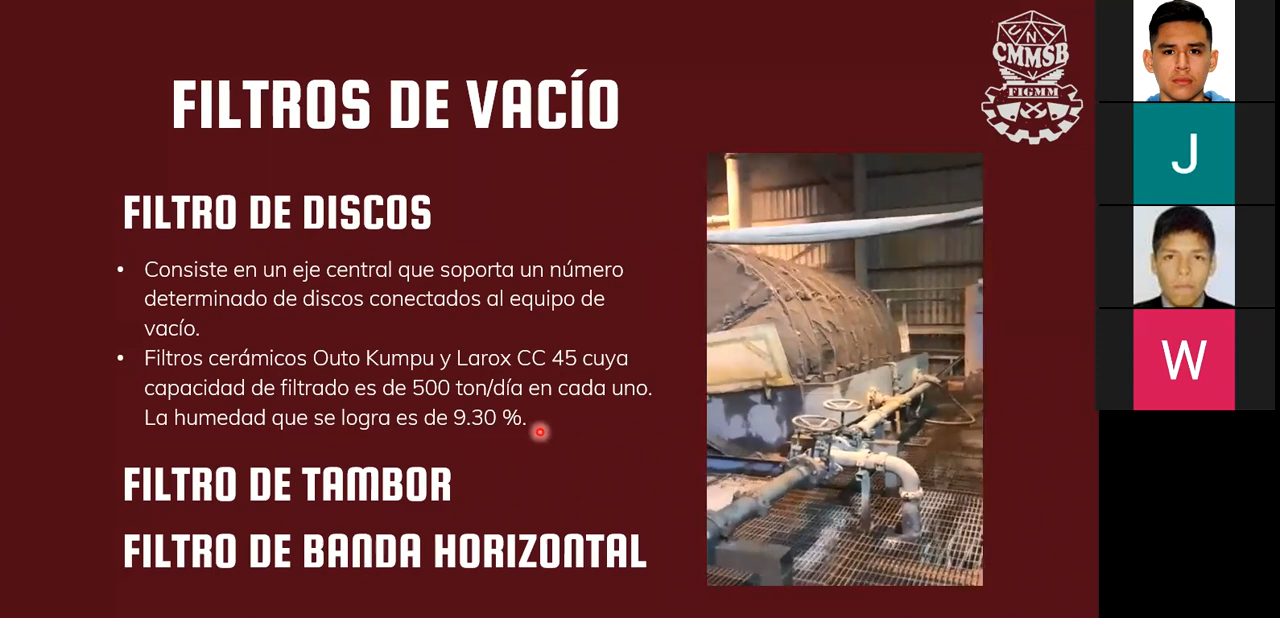 FILTROS DE VACÍO
FILTRO DE DISCOS
• Consiste en un eje central que soporta un número
determinado de discos conectados al equipo de
vacío.
• Filtros cerámicos Outo Kumpu y Larox CC 45 cuya
capacidad de filtrado es de 500 ton/día en cada uno.
La humedad que se logra es de 9.30 %.
FILTRO DE TAMBOR
FILTRO DE BANDA HORIZONTAL
UNI
CMMSB
FIGMM
J
W